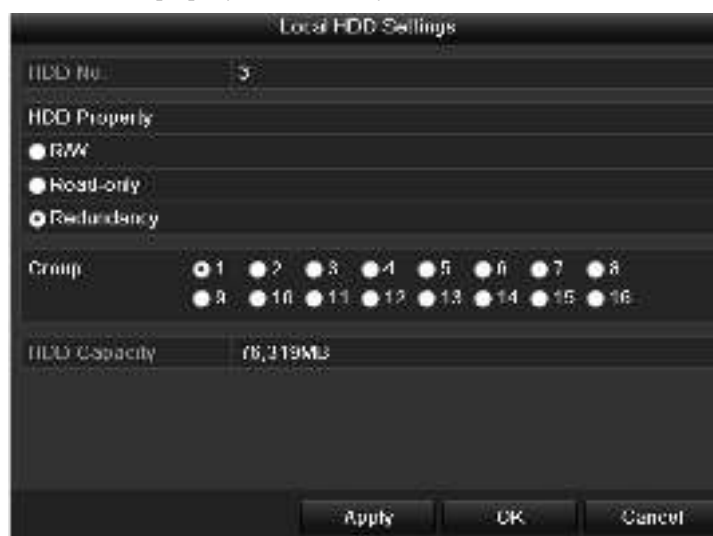 Local HDD Settings
HDD No. 3
HDD Property
R/W
Read-only
Redundancy
Group 1 2 3 4 5 6 7 8
9 10 11 12 13 14 15 16
HDD Capacity 76,319MB
Apply OK Cancel